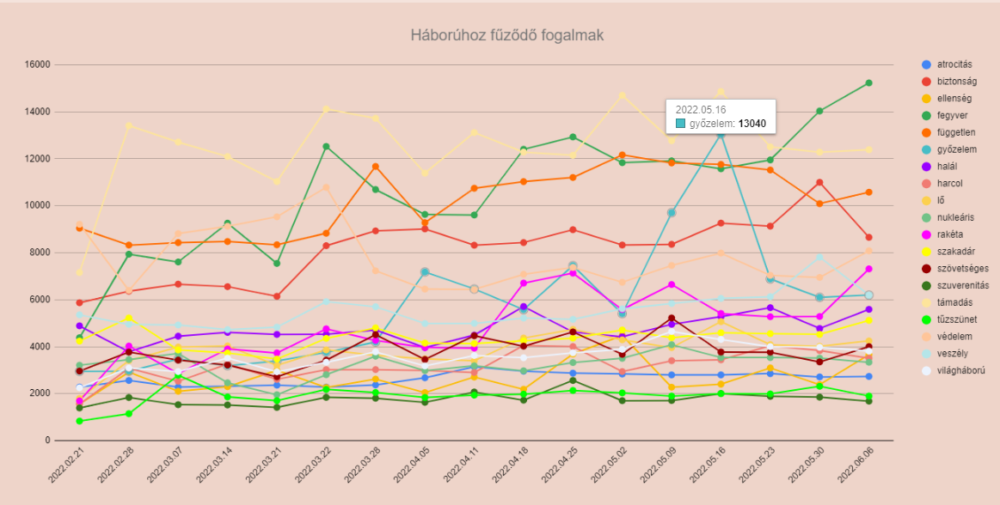 Háborúhoz fűződő fogalmak
16000
14000
12000
10000
8000
6000
4000
2000
0
2022.05.16
győzelem: 13040
2022.02.21
2022.02.28
2022.03.07
2022.03.14
2022.03.21
2022.03.22
2022.03.28
2022.04.05
2022.04.11
2022.04.18
2022.04.25
2022.05.02
2022.05.09
2022.05.16
2022.05.23
2022.05.30
2022.06.06
atrocitás
biztonság
ellenség
fegyver
független
győzelem
halál
harcol
lő
nukleáris
rakéta
szakadár
szövetséges
szuverenitás
támadás
tűzszünet
védelem
veszély
világháború